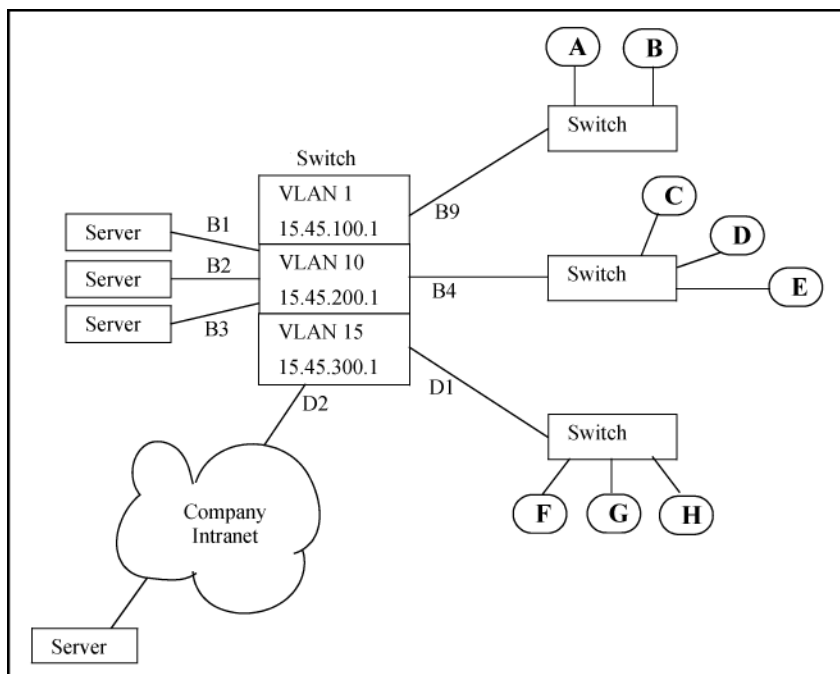 A B
Switch
Switch
VLAN 1
15.45.100.1
B9
C
B1
Server
D
B2
Server
VLAN 10
15.45.200.1
B4
Switch
E
B3
Server
VLAN 15
15.45.300.1
D2
D1
Switch
Company
Intranet
F G H
Server